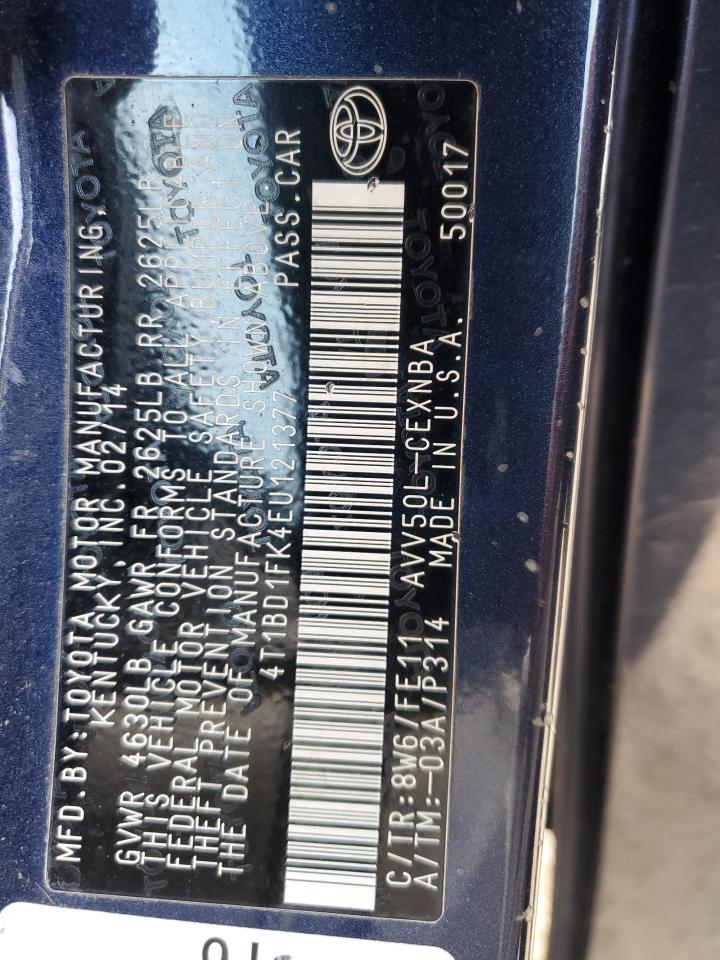 MFD.BY:TOYOTA MOTOR MANUFACTURING,
KENTUCKY, INC.02/14
GVWR 4630LB GAWR FR 2625LB RR 2625LB
THIS VEHICLE CONFORMS TO ALL APPLICABLE
FEDERAL MOTOR VEHICLE SAFETY BUMPER AND
THEFT PREVENTION STANDARDS IN EFFECT ON
THE DATE OF MANUFACTURE SHOWN ABOVE.
4T1BD1FK4EU121377 PASS.CAR
C/TR:8W6/FE11 AVV50L-CEXNBA
A/TM:-03A/P314 MADE IN U.S.A. 50017